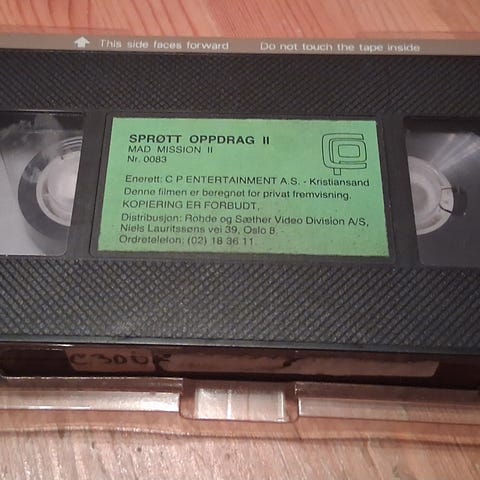 This side faces forward Do not touch the tape inside
SPRØTT OPPDRAG II
MAD MISSION II
Nr. 0083
Enerett: C P ENTERTAINMENT A.S. - Kristiansand
Denne filmen er beregnet for privat fremvisning.
KOPIERING ER FORBUDT.
Distribusjon: Rohde og Sæther Video Division A/S,
Niels Lauritssøns vei 39, Oslo 8.
Ordretelefon: (02) 18 36 11.